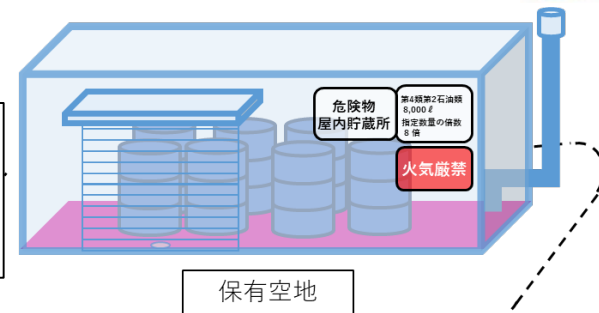 危険物
屋内貯蔵所
第4類第2石油類
8,000ℓ
指定数量の倍数
8 倍
火気厳禁
保有空地